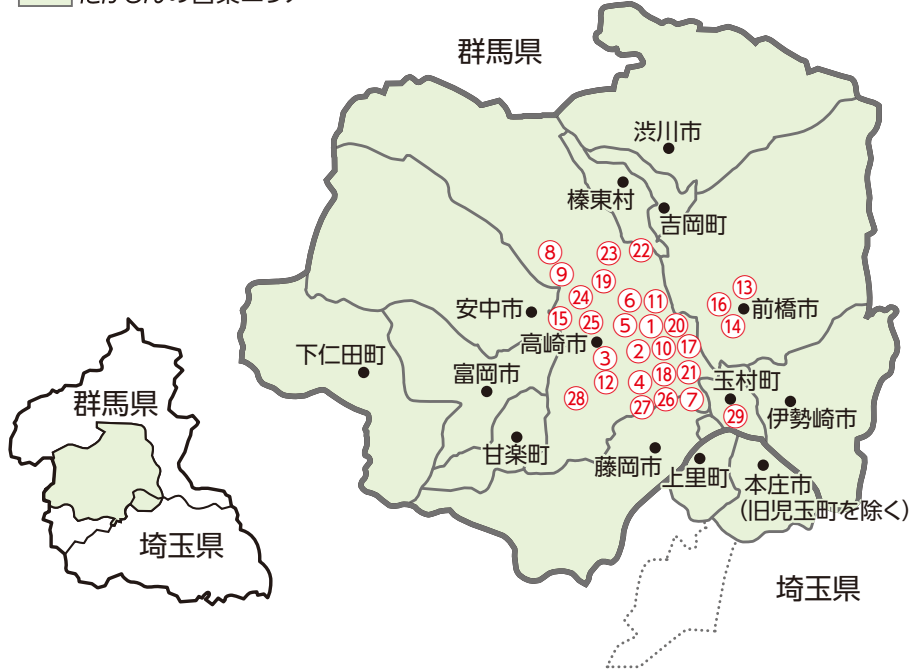 群馬県
渋川市
榛東村
吉岡町
⑧
㉓
㉒
⑨
⑲
⑬
㉔
⑥
⑪
⑯
前橋市
安中市
⑮
㉕
⑤
①
⑳
⑭
高崎市
②
⑩
⑰
下仁田町
③
富岡市
⑫
④
⑱
㉑
玉村町
㉘
㉗
㉖
⑦
㉙
伊勢崎市
群馬県
甘楽町
藤岡市
上里町
本庄市
(旧児玉町を除く)
埼玉県
埼玉県